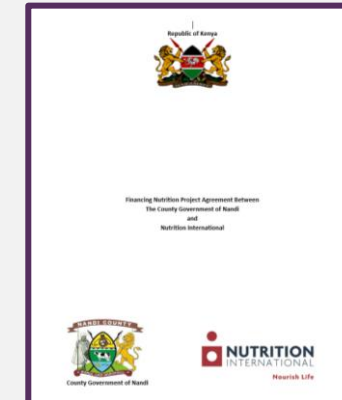 Republic of Kenya
Financing Nutrition Project Agreement Between
The County Government of Nandi
and
Nutrition International
NANDI COUNTY
County Government of Nandi
NUTRITION
INTERNATIONAL
Nourish Life